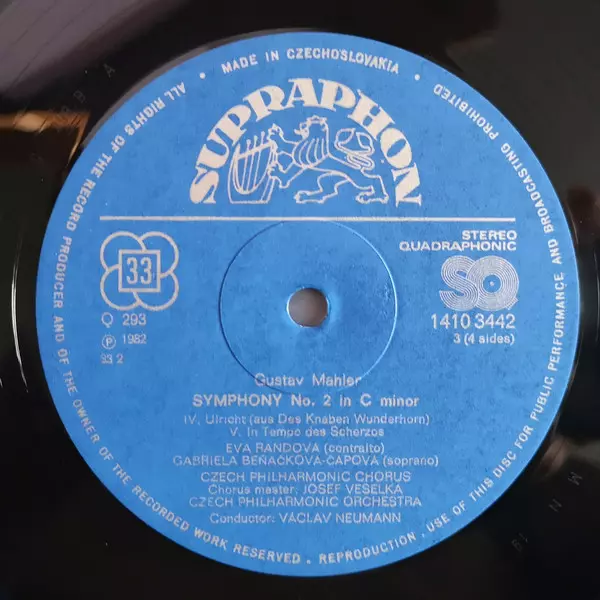 • MADE IN CZECHOSLOVAKIA •
ALL RIGHTS OF THE RECORD PRODUCER AND OF THE OWNER OF THE RECORDED WORK RESERVED. • REPRODUCTION, USE OF THIS DISC FOR PUBLIC PERFORMANCE AND BROADCASTING PROHIBITED
SUPRAPHON
33
Q 293
Ⓟ 1982
33 2
STEREO
QUADRAPHONIC
SQ
1410 3442
3 (4 sides)
Gustav Mahler
SYMPHONY No. 2 in C minor
IV. Ulricht (aus Des Knaben Wunderhorn)
V. In Tempo des Scherzos
EVA RANDOVÁ (contralto)
GABRIELA BEŇAČKOVÁ-ČÁPOVÁ (soprano)
CZECH PHILHARMONIC CHORUS
Chorus master: JOSEF VESELKA
CZECH PHILHARMONIC ORCHESTRA
Conductor: VÁCLAV NEUMANN